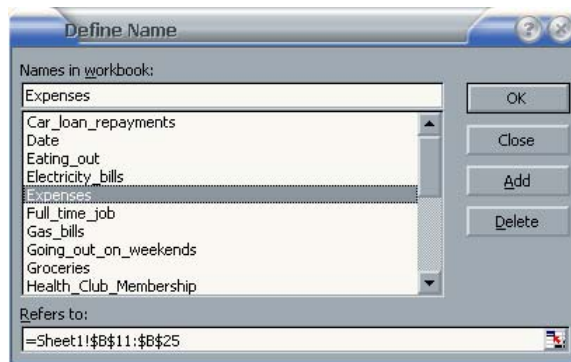 Define Name
Names in workbook:
Expenses
OK
Car_loan_repayments
Date
Eating_out
Electricity_bills
Expenses
Full_time_job
Gas_bills
Going_out_on_weekends
Groceries
Health_Club_Membership
Close
Add
Delete
Refers to:
=Sheet1!$B$11:$B$25